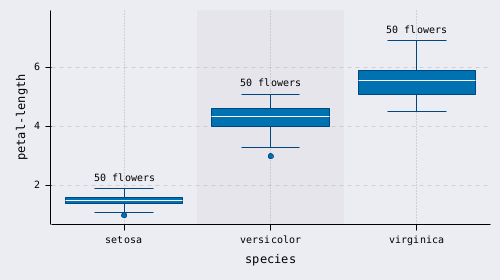 50 flowers
50 flowers
50 flowers
petal-length
6
4
2
setosa
versicolor
virginica
species